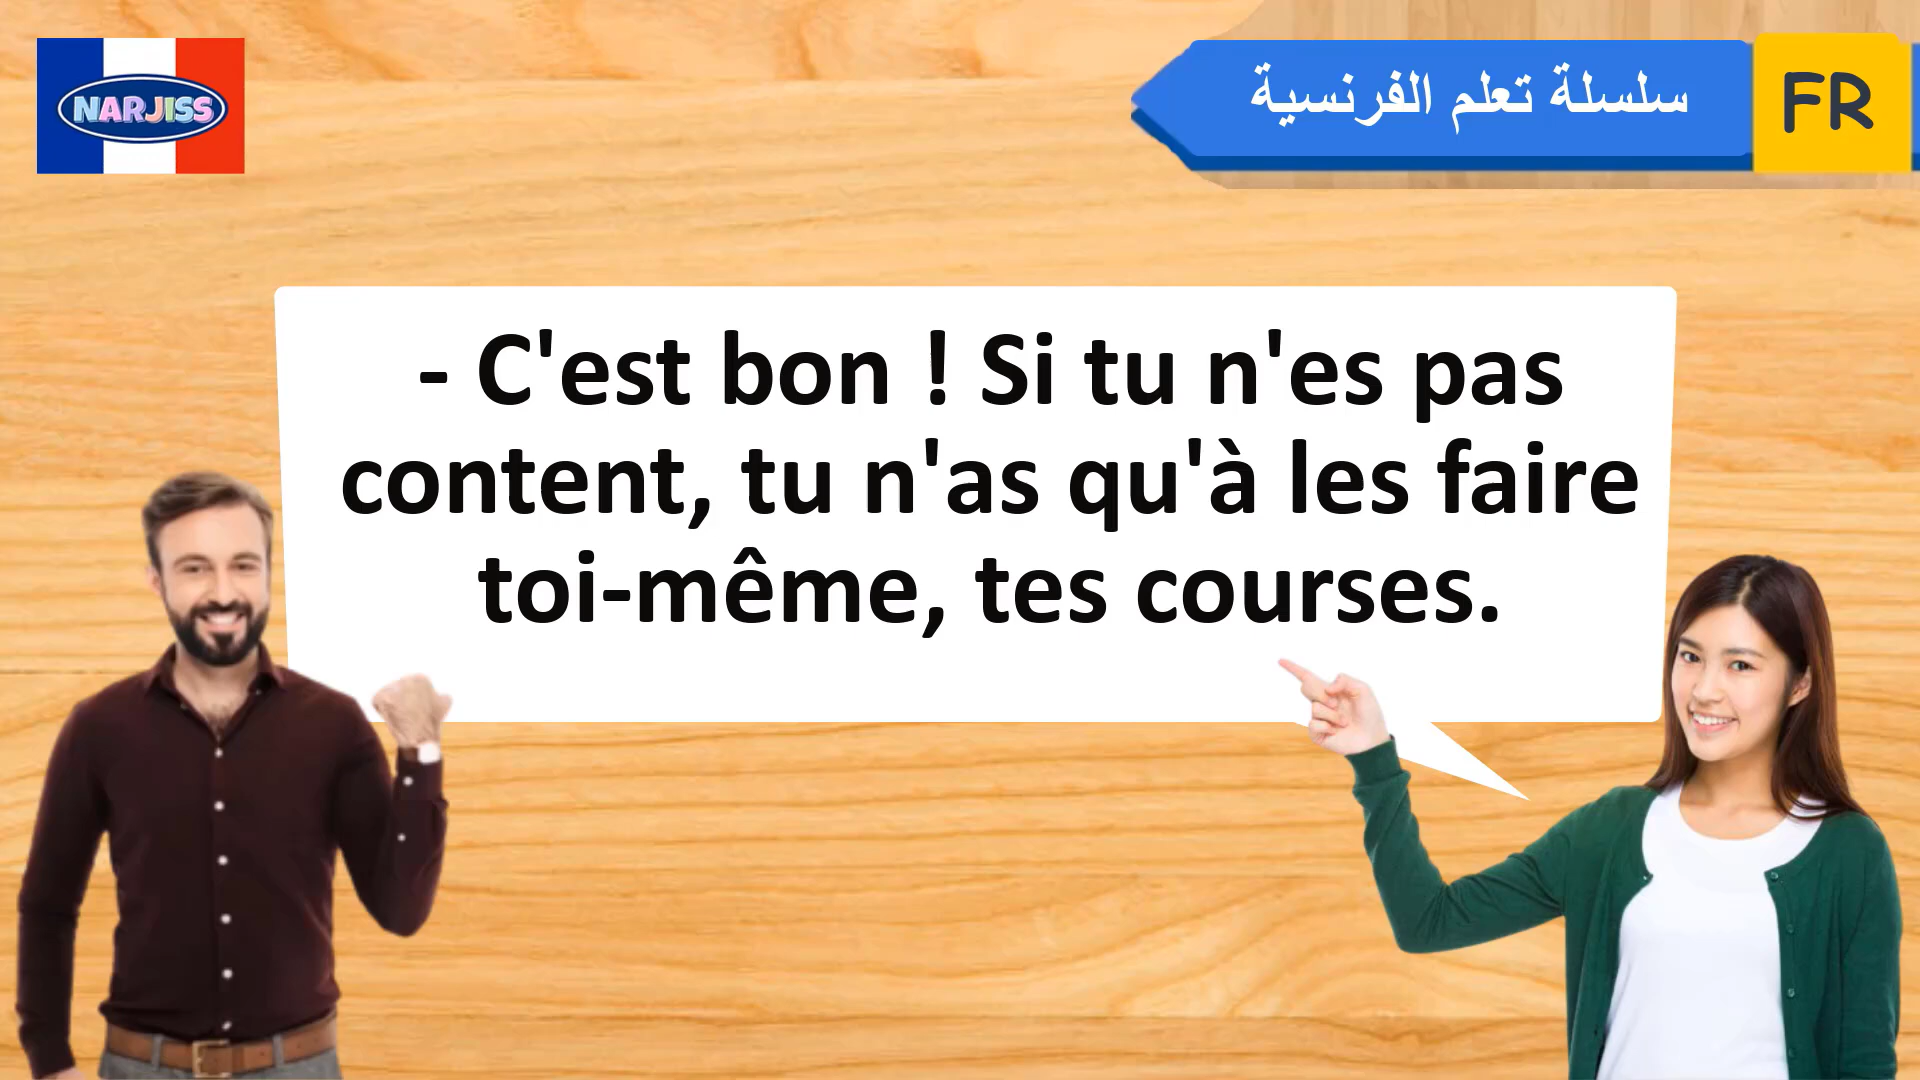 NARJISS
سلسلة تعلم الفرنسية
FR
- C'est bon ! Si tu n'es pas
content, tu n'as qu'à les faire
toi-même, tes courses.